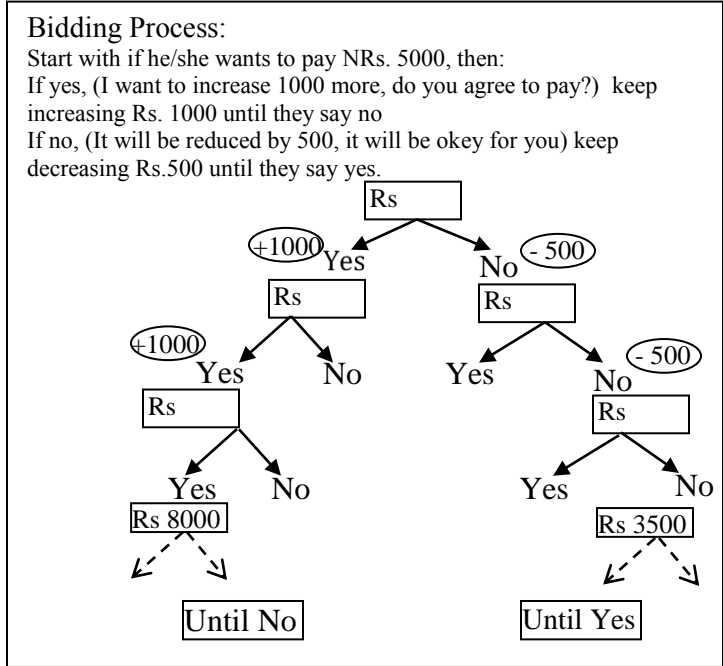 Bidding Process:
Start with if he/she wants to pay NRs. 5000, then:
If yes, (I want to increase 1000 more, do you agree to pay?)  keep
increasing Rs. 1000 until they say no
If no, (It will be reduced by 500, it will be okey for you) keep
decreasing Rs.500 until they say yes.
Rs
+1000 Yes No - 500
Rs Rs
+1000 Yes No Yes No - 500
Rs Rs
Yes No Yes No
Rs 8000 Rs 3500
Until No Until Yes